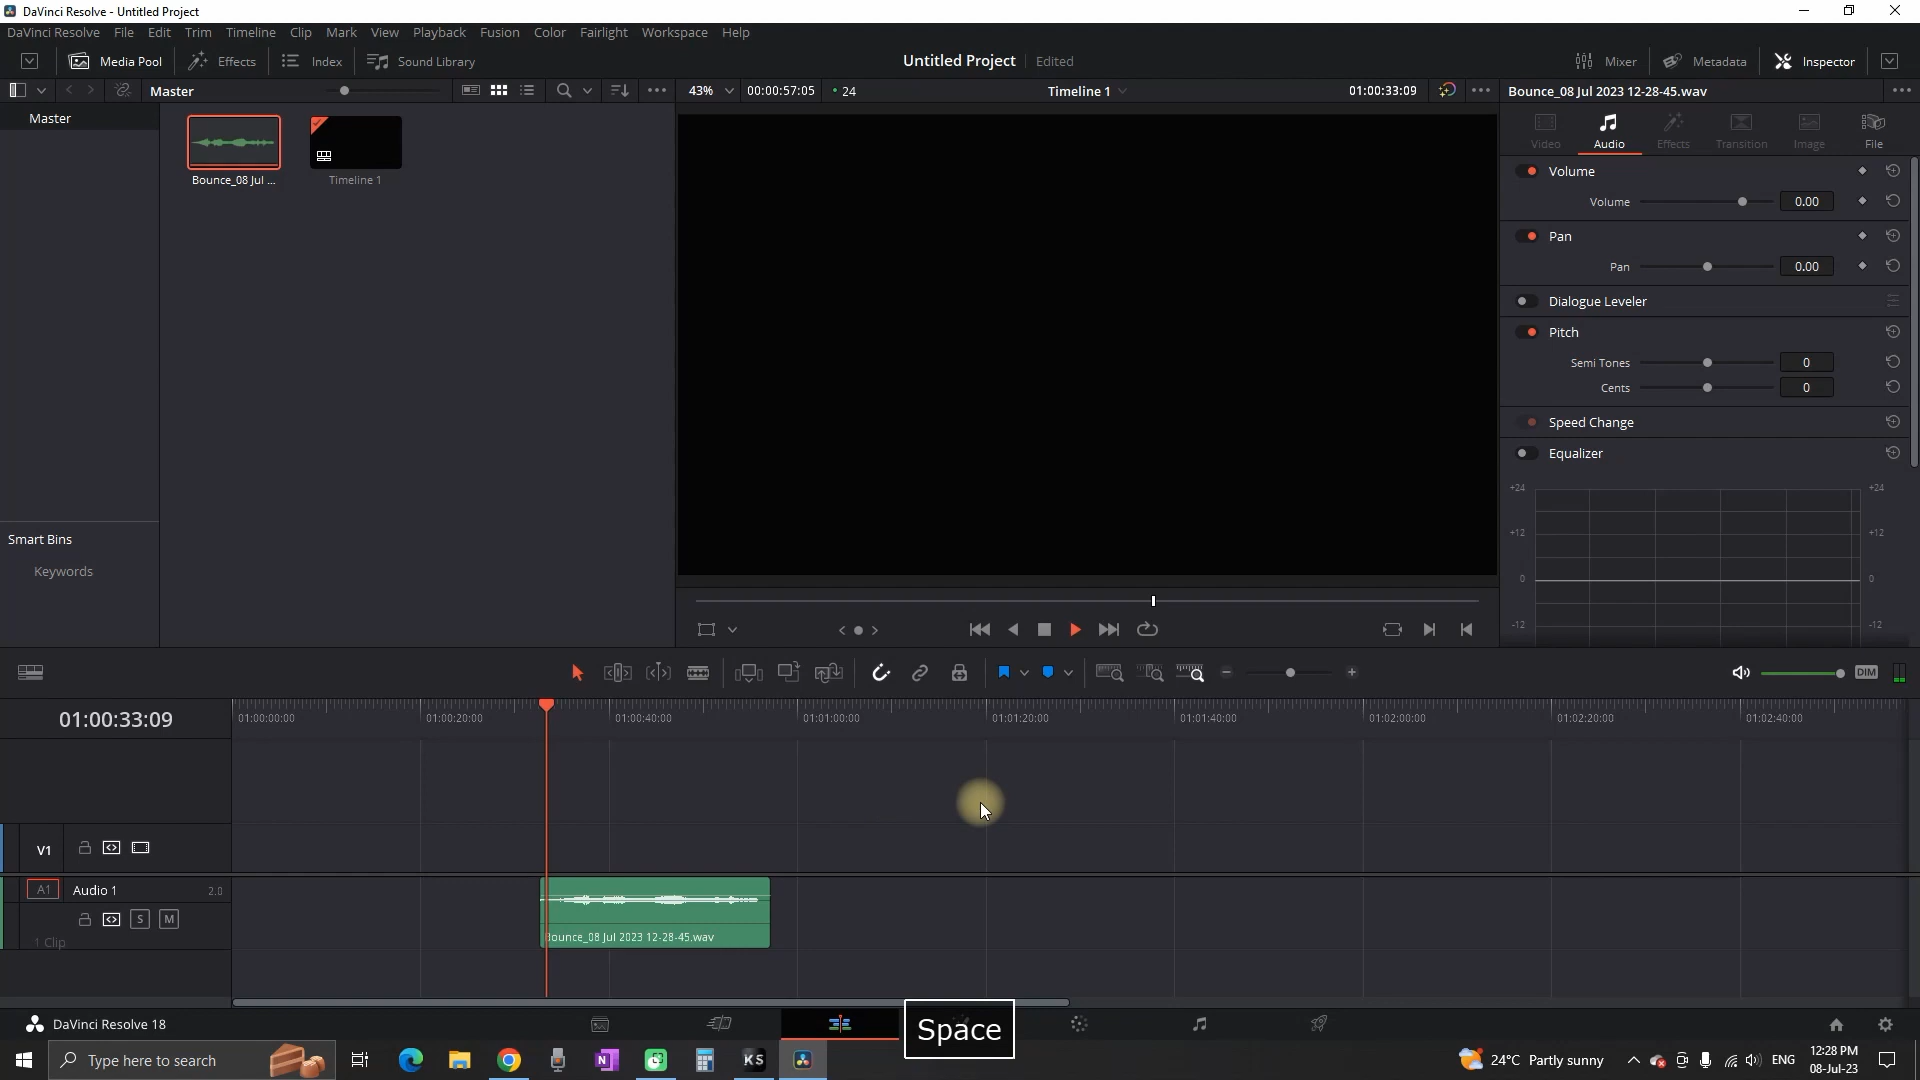 DaVinci Resolve - Untitled Project
DaVinci Resolve File Edit Trim Timeline Clip Mark View Playback Fusion Color Fairlight Workspace Help
Media Pool Effects Index Sound Library Untitled Project Edited Mixer Metadata Inspector
Master 43% 00:00:57:05 24 Timeline 1 01:00:33:09 Bounce_08 Jul 2023 12-28-45.wav
Master
Video Audio Effects Transition Image File
Bounce_08 Jul ... Timeline 1
Volume
Volume 0.00
Pan
Pan 0.00
Dialogue Leveler
Pitch
Semi Tones 0
Cents 0
Speed Change
Equalizer
+24 +24
+12 +12
0 0
-12 -12
Smart Bins
Keywords
DIM
01:00:33:09
01:00:00:00 01:00:20:00 01:00:40:00 01:01:00:00 01:01:20:00 01:01:40:00 01:02:00:00 01:02:20:00 01:02:40:00
V1
A1 Audio 1 2.0
S M
Bounce_08 Jul 2023 12-28-45.wav
1 Clip
DaVinci Resolve 18
Space
Type here to search
N KS
24°C Partly sunny ENG
12:28 PM
08-Jul-23